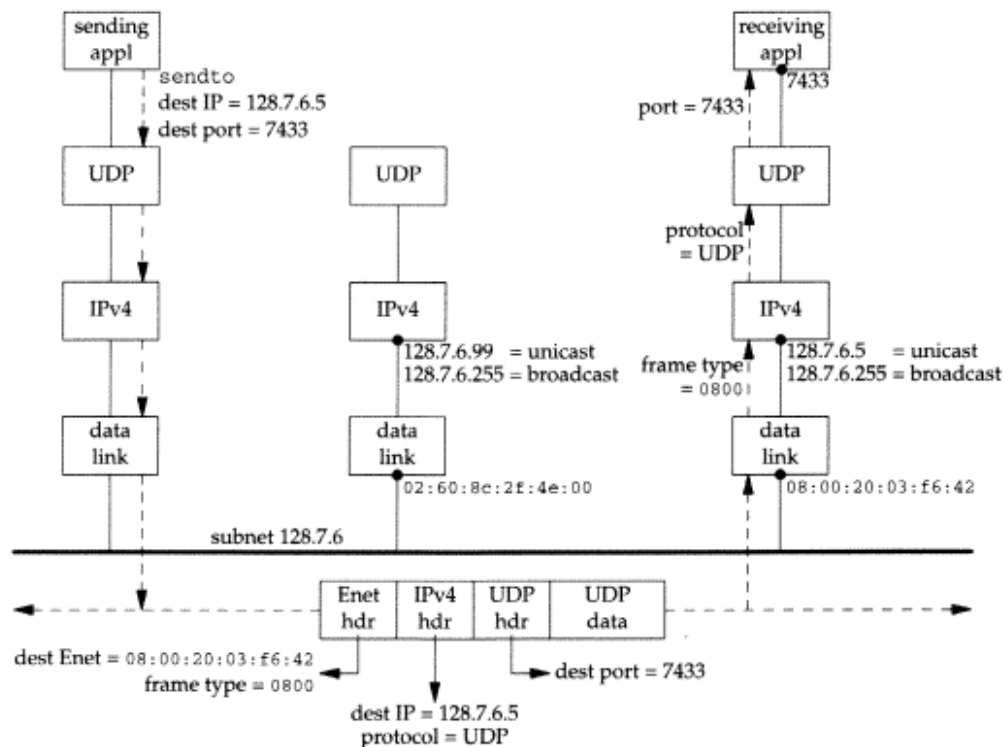 sending
appl
receiving
appl
sendto
dest IP = 128.7.6.5
dest port = 7433
7433
port = 7433
UDP
UDP
UDP
protocol
= UDP
IPv4
IPv4
IPv4
128.7.6.99 = unicast
128.7.6.255 = broadcast
frame type
= 0800
128.7.6.5 = unicast
128.7.6.255 = broadcast
data
link
data
link
data
link
02:60:8c:2f:4e:00
08:00:20:03:f6:42
subnet 128.7.6
Enet
hdr
IPv4
hdr
UDP
hdr
UDP
data
dest Enet = 08:00:20:03:f6:42
frame type = 0800
dest port = 7433
dest IP = 128.7.6.5
protocol = UDP